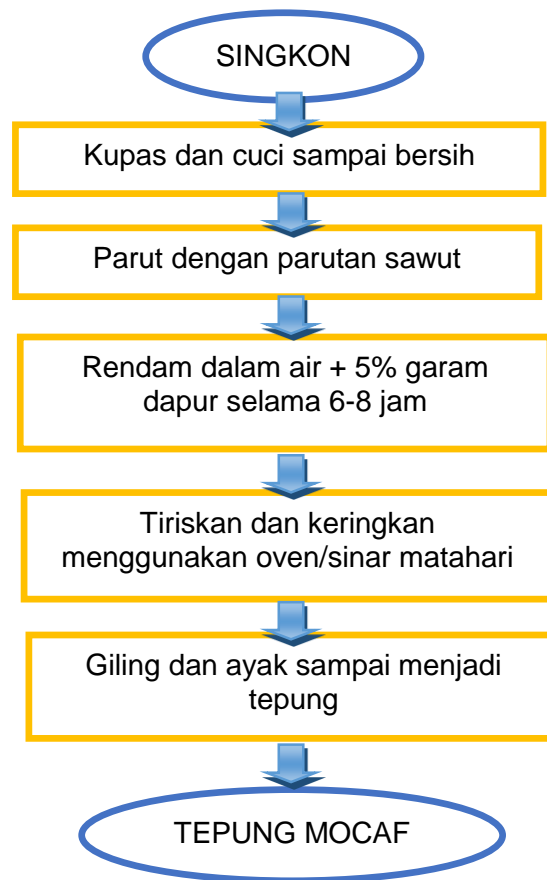 SINGKON
Kupas dan cuci sampai bersih
Parut dengan parutan sawut
Rendam dalam air + 5% garam
dapur selama 6-8 jam
Tiriskan dan keringkan
menggunakan oven/sinar matahari
Giling dan ayak sampai menjadi
tepung
TEPUNG MOCAF